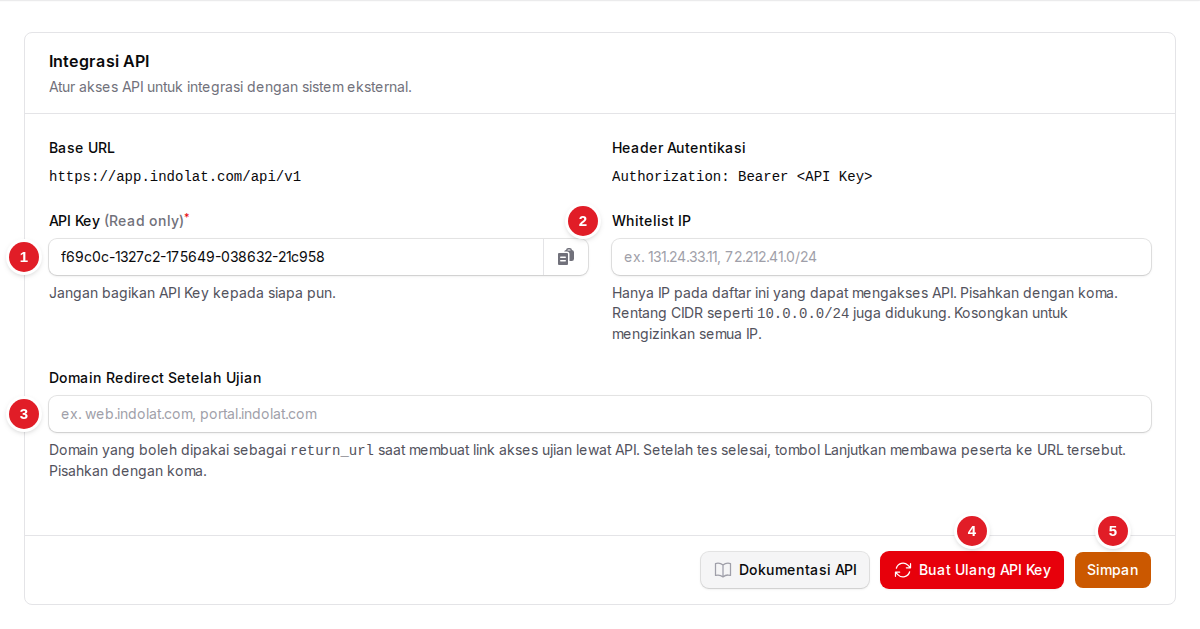 Integrasi API
Atur akses API untuk integrasi dengan sistem eksternal.
Base URL
https://app.indolat.com/api/v1
Header Autentikasi
Authorization: Bearer <API Key>
API Key (Read only)*
1
f69c0c-1327c2-175649-038632-21c958
Jangan bagikan API Key kepada siapa pun.
2
Whitelist IP
ex. 131.24.33.11, 72.212.41.0/24
Hanya IP pada daftar ini yang dapat mengakses API. Pisahkan dengan koma.
Rentang CIDR seperti 10.0.0.0/24 juga didukung. Kosongkan untuk
mengizinkan semua IP.
Domain Redirect Setelah Ujian
3
ex. web.indolat.com, portal.indolat.com
Domain yang boleh dipakai sebagai return_url saat membuat link akses ujian lewat API. Setelah tes selesai, tombol Lanjutkan membawa peserta ke URL tersebut.
Pisahkan dengan koma.
Dokumentasi API
4
Buat Ulang API Key
5
Simpan